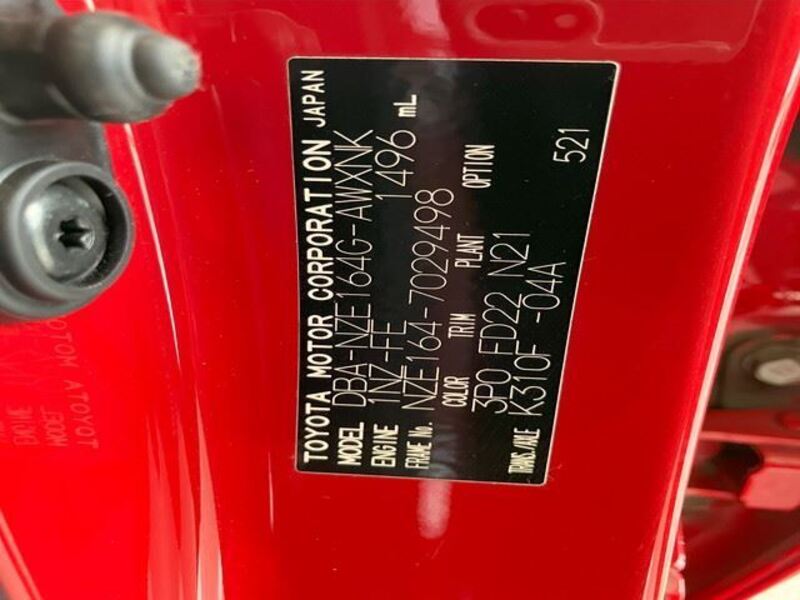 TOYOTA MOTOR CORPORATION JAPAN
MODEL DBA-NZE164G-AWXNK
ENGINE 1NZ-FE 1496 mL
FRAME No. NZE164-7029498
COLOR TRIM PLANT OPTION
3P0 FD22 N21
TRANS./AXLE K310F -04A
521